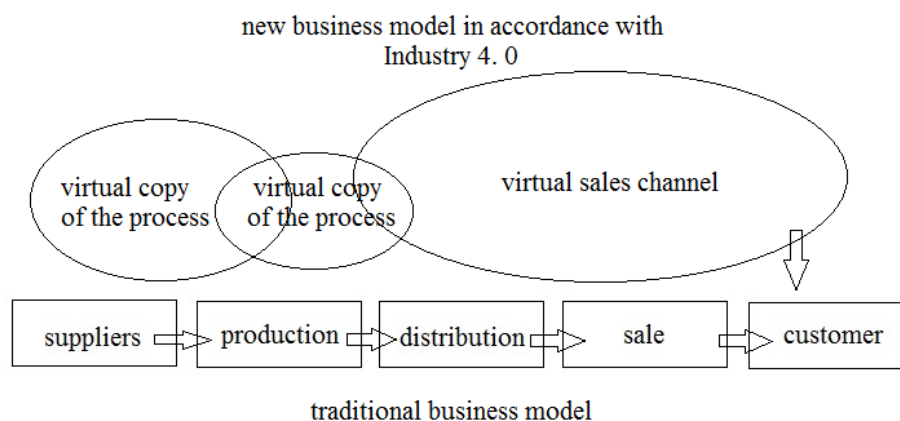 new business model in accordance with
Industry 4. 0
virtual copy
of the process
virtual copy
of the process
virtual sales channel
suppliers
production
distribution
sale
customer
traditional business model